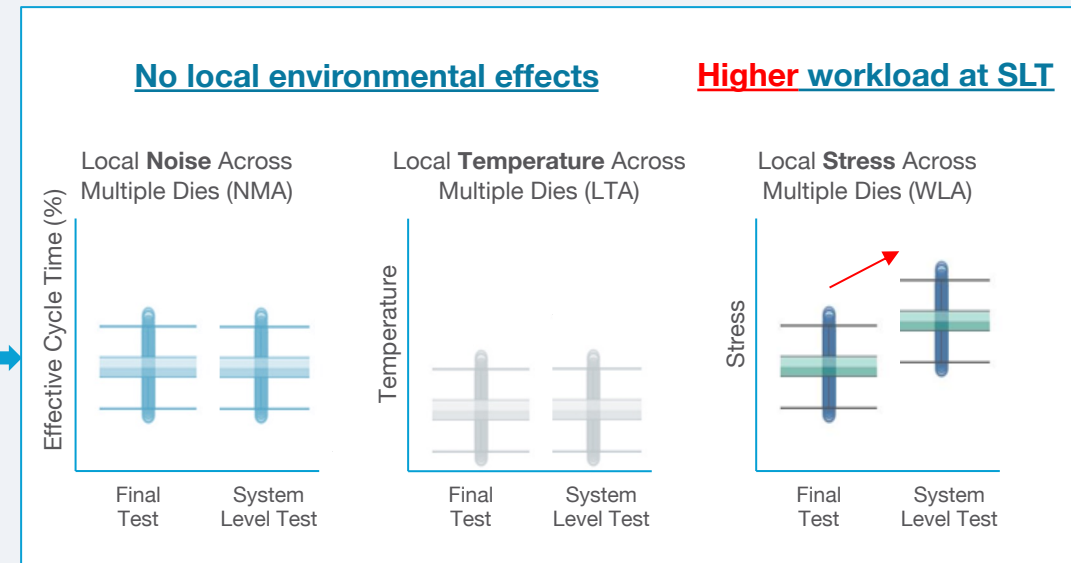 No local environmental effects
Higher workload at SLT
Local Noise Across
Multiple Dies (NMA)
Effective Cycle Time (%)
Final
Test
System
Level Test
Local Temperature Across
Multiple Dies (LTA)
Temperature
Final
Test
System
Level Test
Local Stress Across
Multiple Dies (WLA)
Stress
Final
Test
System
Level Test